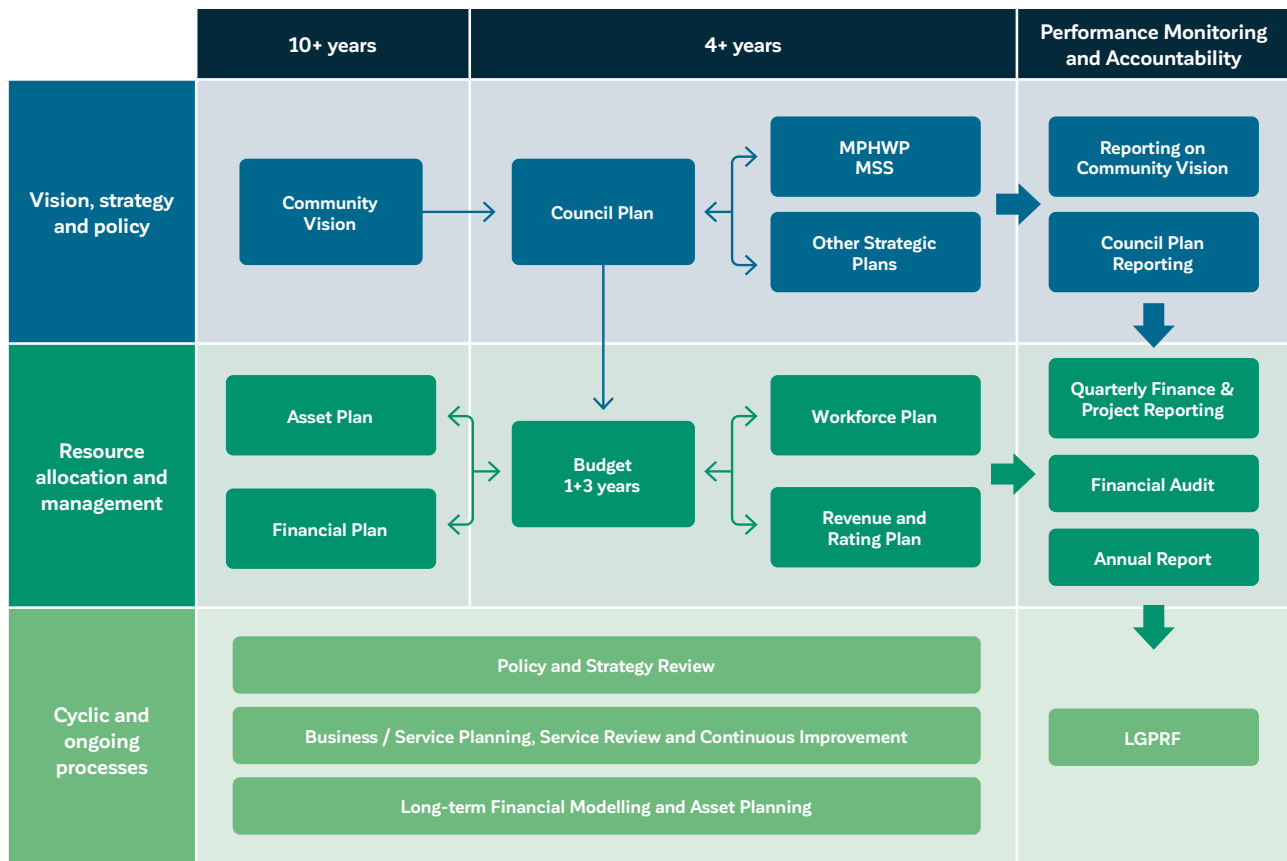 10+ years
4+ years
Performance Monitoring
and Accountability
Vision, strategy
and policy
Community
Vision
Council Plan
MPHWP
MSS
Other Strategic
Plans
Reporting on
Community Vision
Council Plan
Reporting
Resource
allocation and
management
Asset Plan
Financial Plan
Budget
1+3 years
Workforce Plan
Revenue and
Rating Plan
Quarterly Finance &
Project Reporting
Financial Audit
Annual Report
Cyclic and
ongoing
processes
Policy and Strategy Review
Business / Service Planning, Service Review and Continuous Improvement
Long-term Financial Modelling and Asset Planning
LGPRF